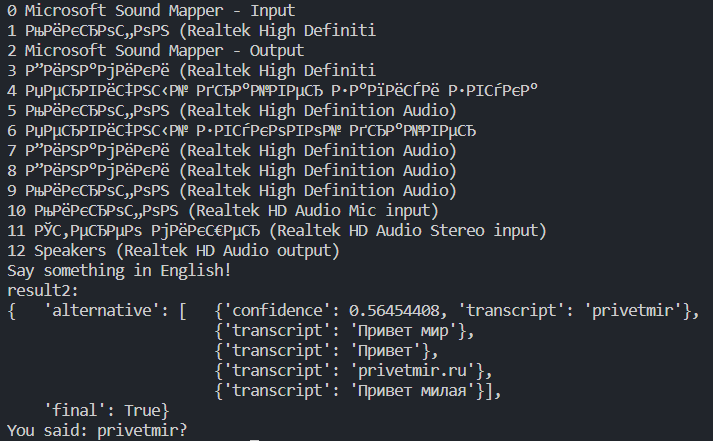 0 Microsoft Sound Mapper - Input
1 РњРёРєСЂРѕС„РѕРЅ (Realtek High Definiti
2 Microsoft Sound Mapper - Output
3 Р”РёРЅР°РјРёРєРё (Realtek High Definiti
4 РџРµСЂРІРёС‡РЅС‹Р№ РґСЂР°Р№РІРµСЂ Р·Р°РїРёСЃРё Р·РІСѓРєР°
5 РњРёРєСЂРѕС„РѕРЅ (Realtek High Definition Audio)
6 РџРµСЂРІРёС‡РЅС‹Р№ Р·РІСѓРєРѕРІРѕР№ РґСЂР°Р№РІРµСЂ
7 Р”РёРЅР°РјРёРєРё (Realtek High Definition Audio)
8 Р”РёРЅР°РјРёРєРё (Realtek High Definition Audio)
9 РњРёРєСЂРѕС„РѕРЅ (Realtek High Definition Audio)
10 РњРёРєСЂРѕС„РѕРЅ (Realtek HD Audio Mic input)
11 РЎС‚РµСЂРµРѕ РјРёРєС€РµСЂ (Realtek HD Audio Stereo input)
12 Speakers (Realtek HD Audio output)
Say something in English!
result2:
{   'alternative': [   {'confidence': 0.56454408, 'transcript': 'privetmir'},
{'transcript': 'Привет мир'},
{'transcript': 'Привет'},
{'transcript': 'privetmir.ru'},
{'transcript': 'Привет милая'}],
'final': True}
You said: privetmir?